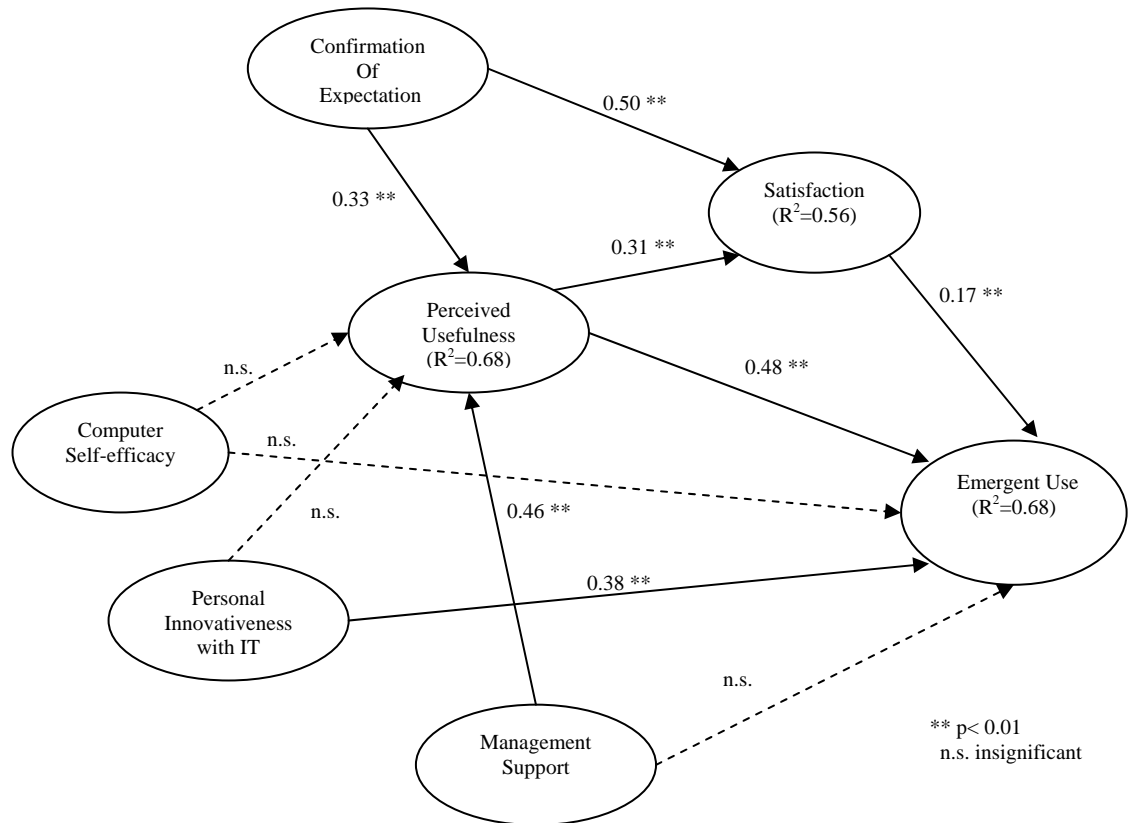 Confirmation
Of
Expectation
0.50 **
Satisfaction
(R²=0.56)
0.33 **
0.31 **
0.17 **
Perceived
Usefulness
(R²=0.68)
n.s.
0.48 **
Computer
Self-efficacy
n.s.
Emergent Use
(R²=0.68)
n.s.
0.46 **
0.38 **
Personal
Innovativeness
with IT
n.s.
Management
Support
** p< 0.01
n.s. insignificant